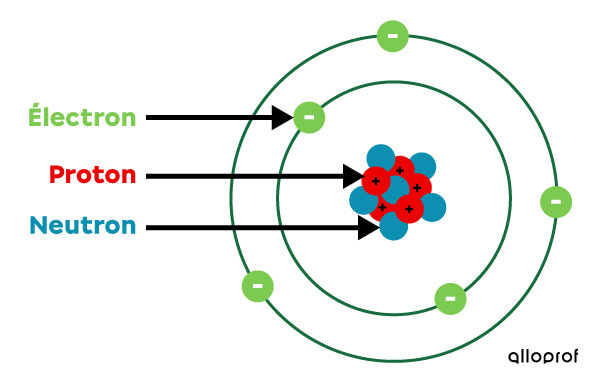 Électron
Proton
Neutron
-
-
+
+
+
+
+
-
-
-
alloprof